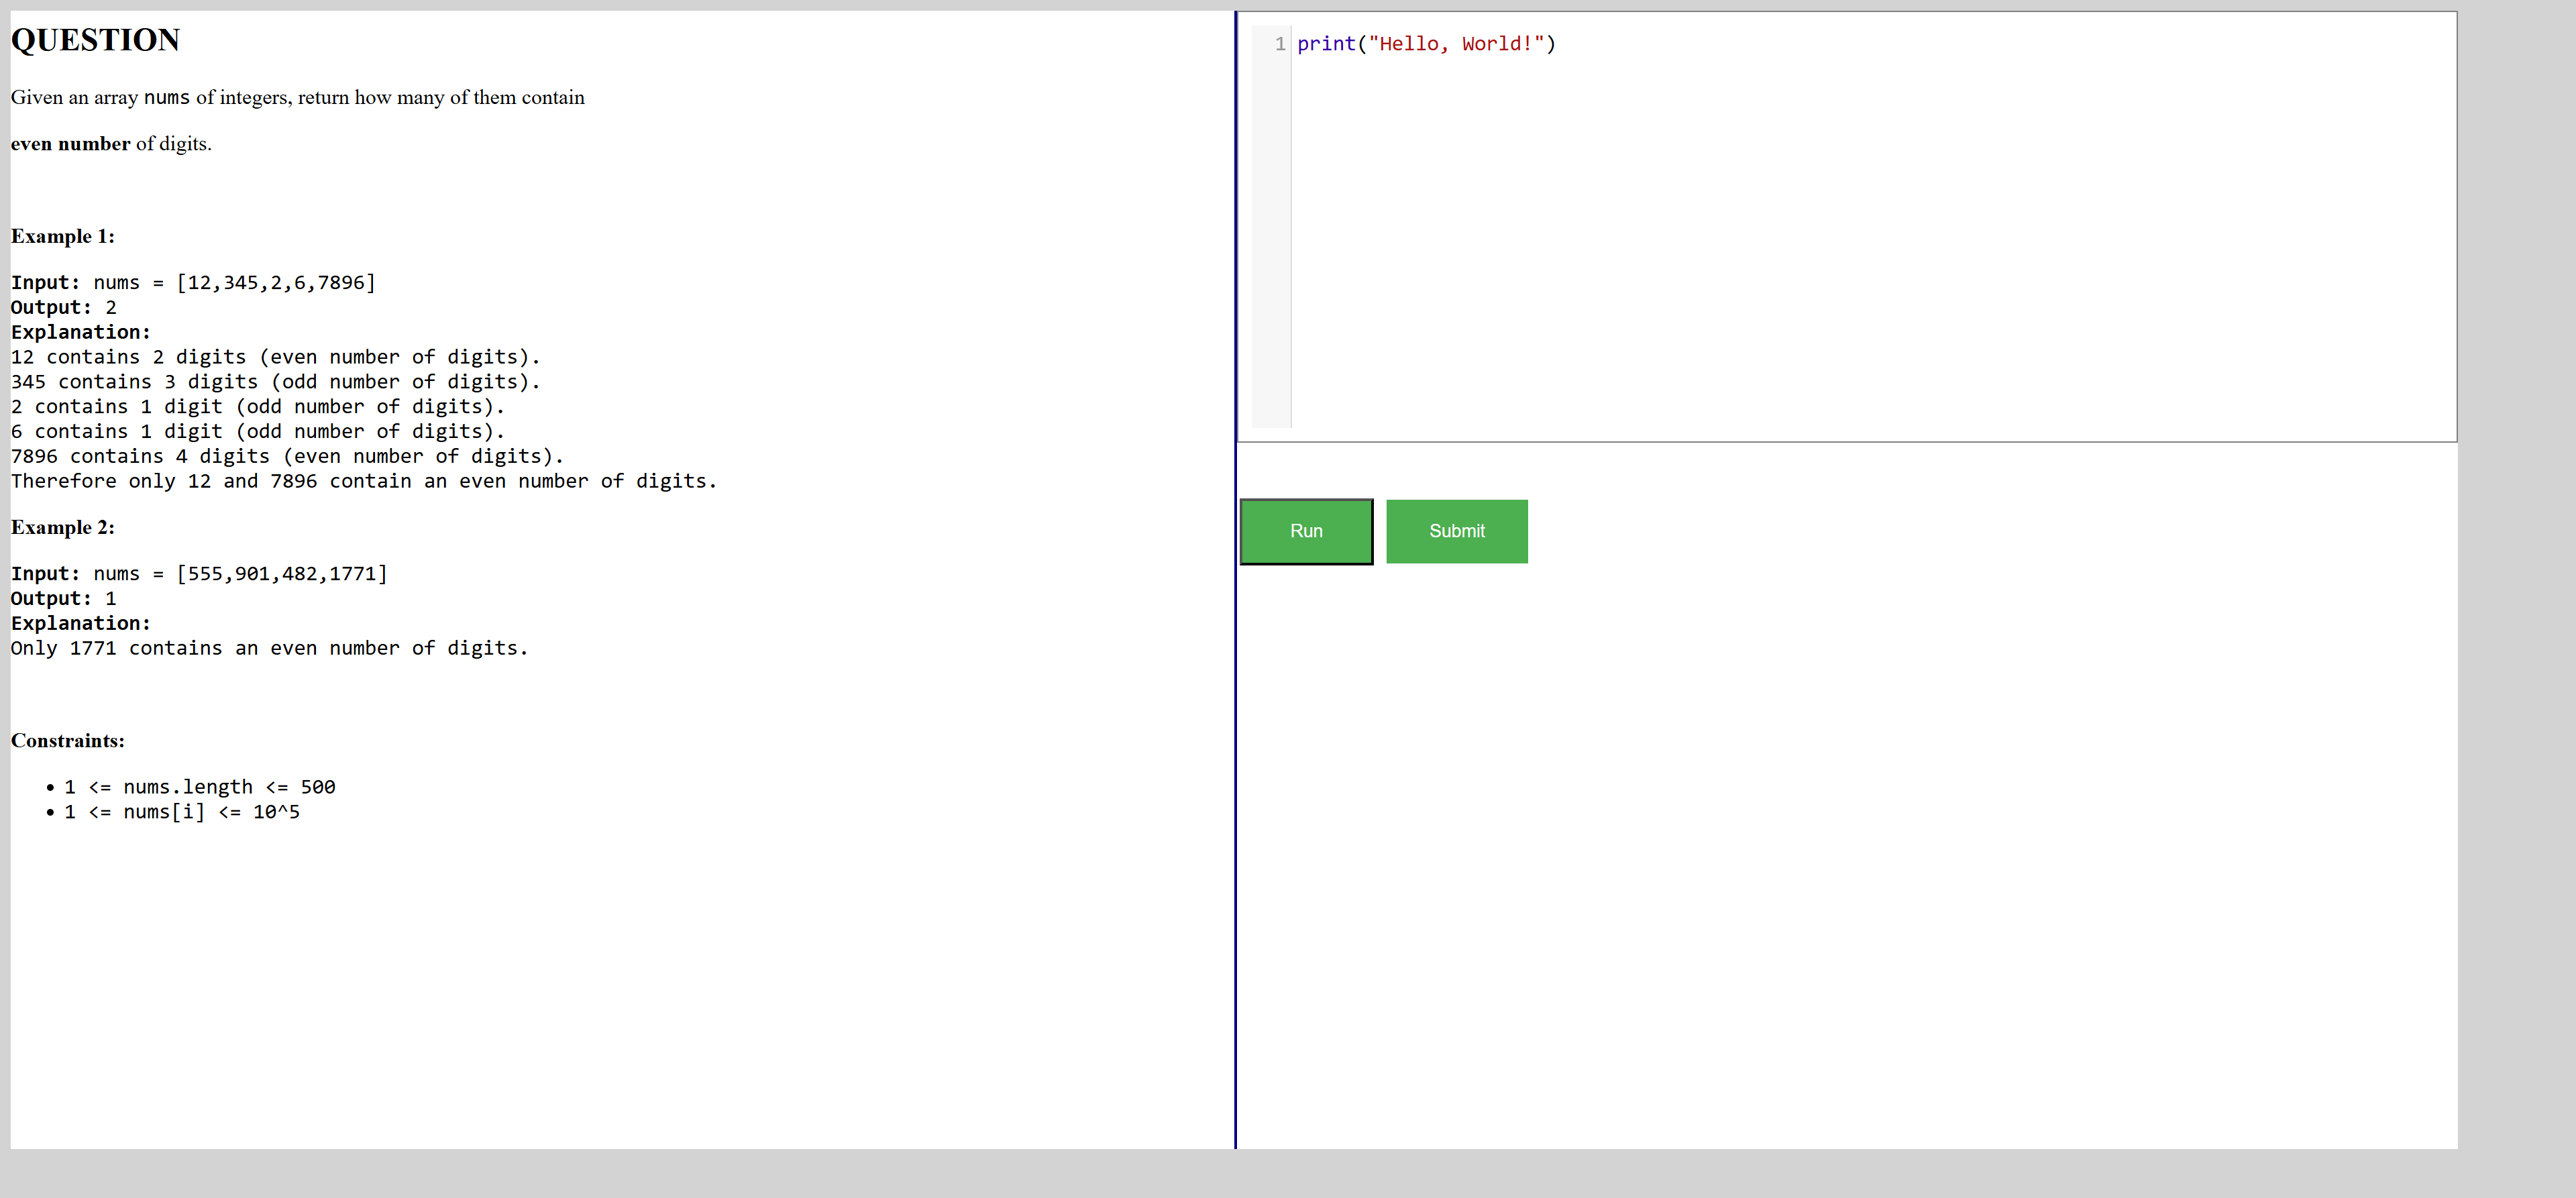 QUESTION
Given an array nums of integers, return how many of them contain
even number of digits.
Example 1:
Input: nums = [12,345,2,6,7896]
Output: 2
Explanation:
12 contains 2 digits (even number of digits).
345 contains 3 digits (odd number of digits).
2 contains 1 digit (odd number of digits).
6 contains 1 digit (odd number of digits).
7896 contains 4 digits (even number of digits).
Therefore only 12 and 7896 contain an even number of digits.
Example 2:
Input: nums = [555,901,482,1771]
Output: 1
Explanation:
Only 1771 contains an even number of digits.
Constraints:
• 1 <= nums.length <= 500
• 1 <= nums[i] <= 10^5
1 print("Hello, World!")
Run Submit